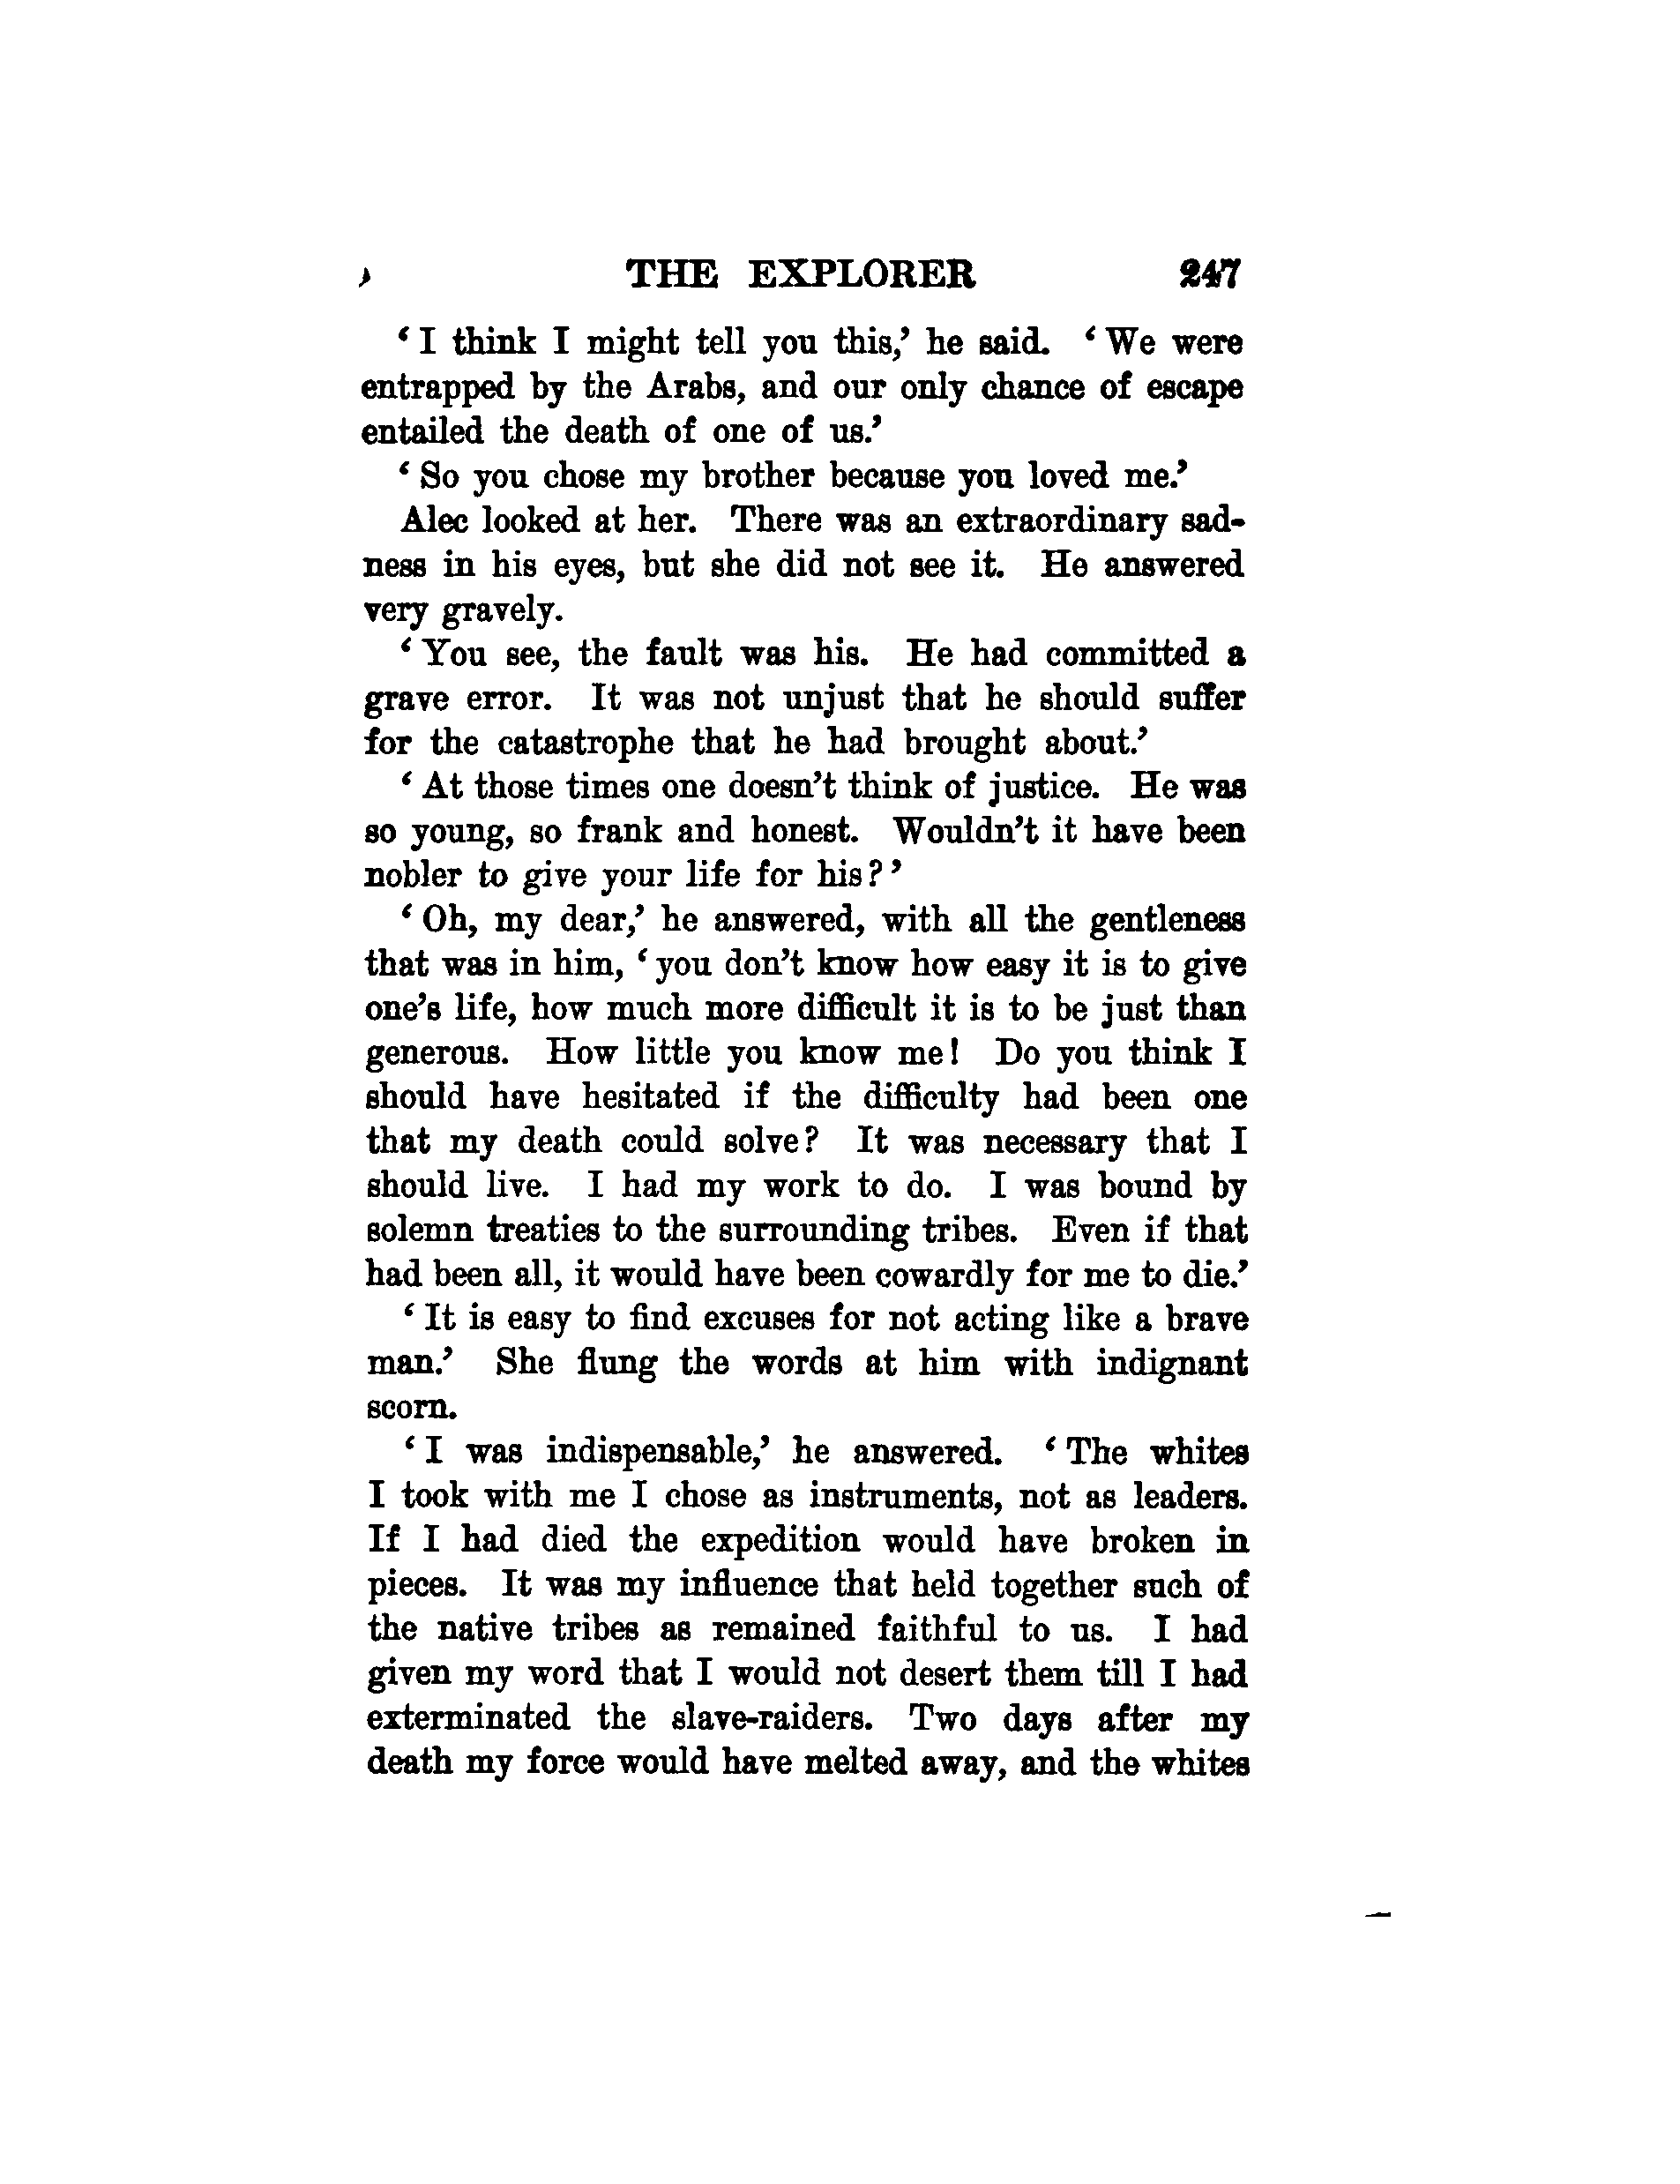 THE EXPLORER 247
‘I think I might tell you this,’ he said. ‘We were
entrapped by the Arabs, and our only chance of escape
entailed the death of one of us.’
‘So you chose my brother because you loved me.’
Alec looked at her. There was an extraordinary sad-
ness in his eyes, but she did not see it. He answered
very gravely.
‘You see, the fault was his. He had committed a
grave error. It was not unjust that he should suffer
for the catastrophe that he had brought about.’
‘At those times one doesn’t think of justice. He was
so young, so frank and honest. Wouldn’t it have been
nobler to give your life for his?’
‘Oh, my dear,’ he answered, with all the gentleness
that was in him, ‘you don’t know how easy it is to give
one’s life, how much more difficult it is to be just than
generous. How little you know me! Do you think I
should have hesitated if the difficulty had been one
that my death could solve? It was necessary that I
should live. I had my work to do. I was bound by
solemn treaties to the surrounding tribes. Even if that
had been all, it would have been cowardly for me to die.’
‘It is easy to find excuses for not acting like a brave
man.’ She flung the words at him with indignant
scorn.
‘I was indispensable,’ he answered. ‘The whites
I took with me I chose as instruments, not as leaders.
If I had died the expedition would have broken in
pieces. It was my influence that held together such of
the native tribes as remained faithful to us. I had
given my word that I would not desert them till I had
exterminated the slave-raiders. Two days after my
death my force would have melted away, and the whites